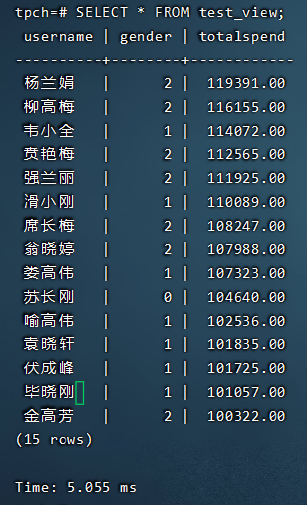 tpch=# SELECT * FROM test_view;
username | gender | totalspend
----------+--------+------------
杨兰娟 | 2 | 119391.00
柳高梅 | 2 | 116155.00
韦小全 | 1 | 114072.00
贲艳梅 | 2 | 112565.00
强兰丽 | 2 | 111925.00
滑小刚 | 1 | 110089.00
席长梅 | 2 | 108247.00
翁晓婷 | 2 | 107988.00
娄高伟 | 1 | 107323.00
苏长刚 | 0 | 104640.00
喻高伟 | 1 | 102536.00
袁晓轩 | 1 | 101835.00
伏成峰 | 1 | 101725.00
毕晓刚 | 1 | 101057.00
金高芳 | 2 | 100322.00
(15 rows)
Time: 5.055 ms